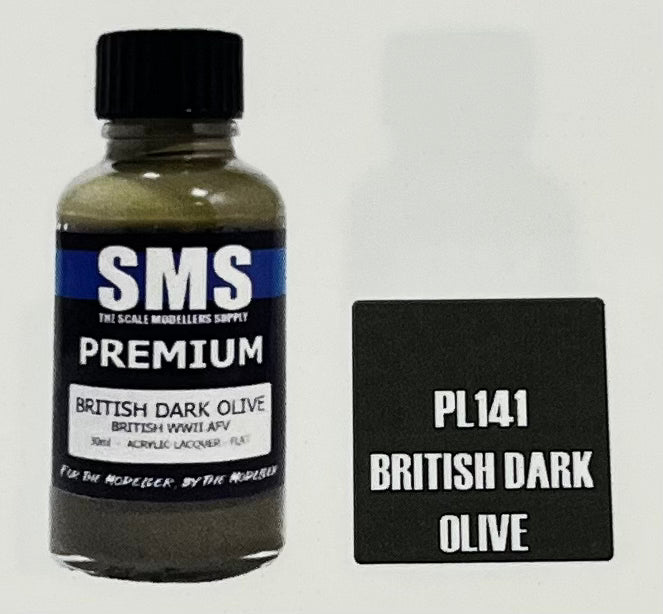 SMS
THE SCALE MODELLERS SUPPLY
PREMIUM
BRITISH DARK OLIVE
BRITISH WWII AFV
30ml - ACRYLIC LACQUER - FLAT
FOR THE MODELLER, BY THE MODELLER
PL141
BRITISH DARK
OLIVE